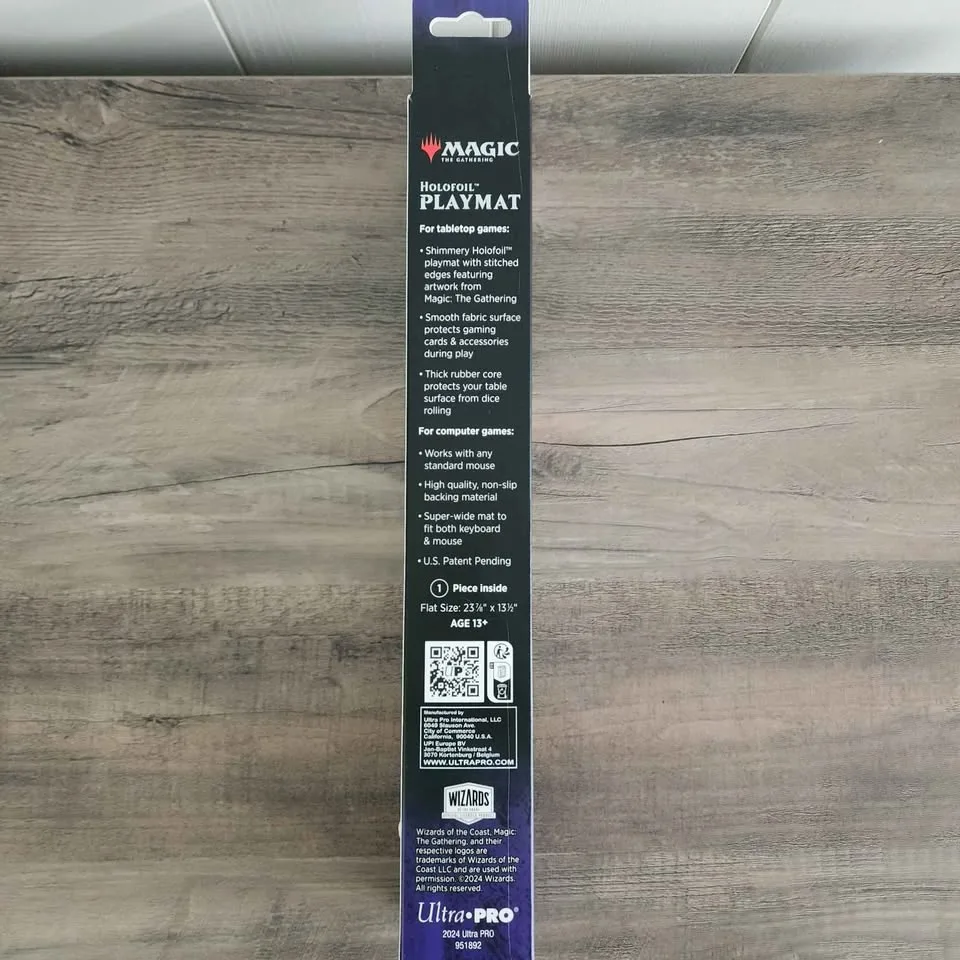 MAGIC
THE GATHERING
HOLOFOIL™
PLAYMAT
For tabletop games:
• Shimmery Holofoil™
playmat with stitched
edges featuring
artwork from
Magic: The Gathering
• Smooth fabric surface
protects gaming
cards & accessories
during play
• Thick rubber core
protects your table
surface from dice
rolling
For computer games:
• Works with any
standard mouse
• High quality, non-slip
backing material
• Super-wide mat to
fit both keyboard
& mouse
• U.S. Patent Pending
1 Piece inside
Flat Size: 23⅞" x 13½"
AGE 13+
UP
Manufactured by
Ultra Pro International, LLC
6049 Slauson Ave.
City of Commerce
California, 90040 U.S.A.
UPI Europe BV
Jan-Baptist Vinkstraat 4
3070 Kortenburg / Belgium
WWW.ULTRAPRO.COM
WIZARDS
Wizards of the Coast, Magic:
The Gathering, and their
respective logos are
trademarks of Wizards of the
Coast LLC and are used with
permission. ©2024 Wizards.
All rights reserved.
Ultra•PRO®
2024 Ultra PRO
951892